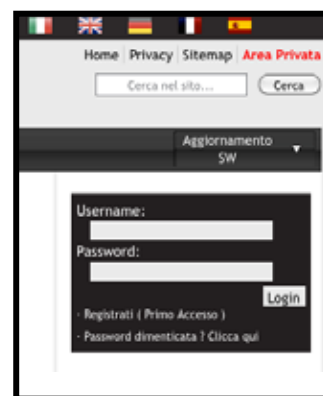 Home Privacy Sitemap Area Privata
Cerca nel sito... Cerca
Aggiornamento
SW
Username:
Password:
Login
· Registrati ( Primo Accesso )
· Password dimenticata ? Clicca qui